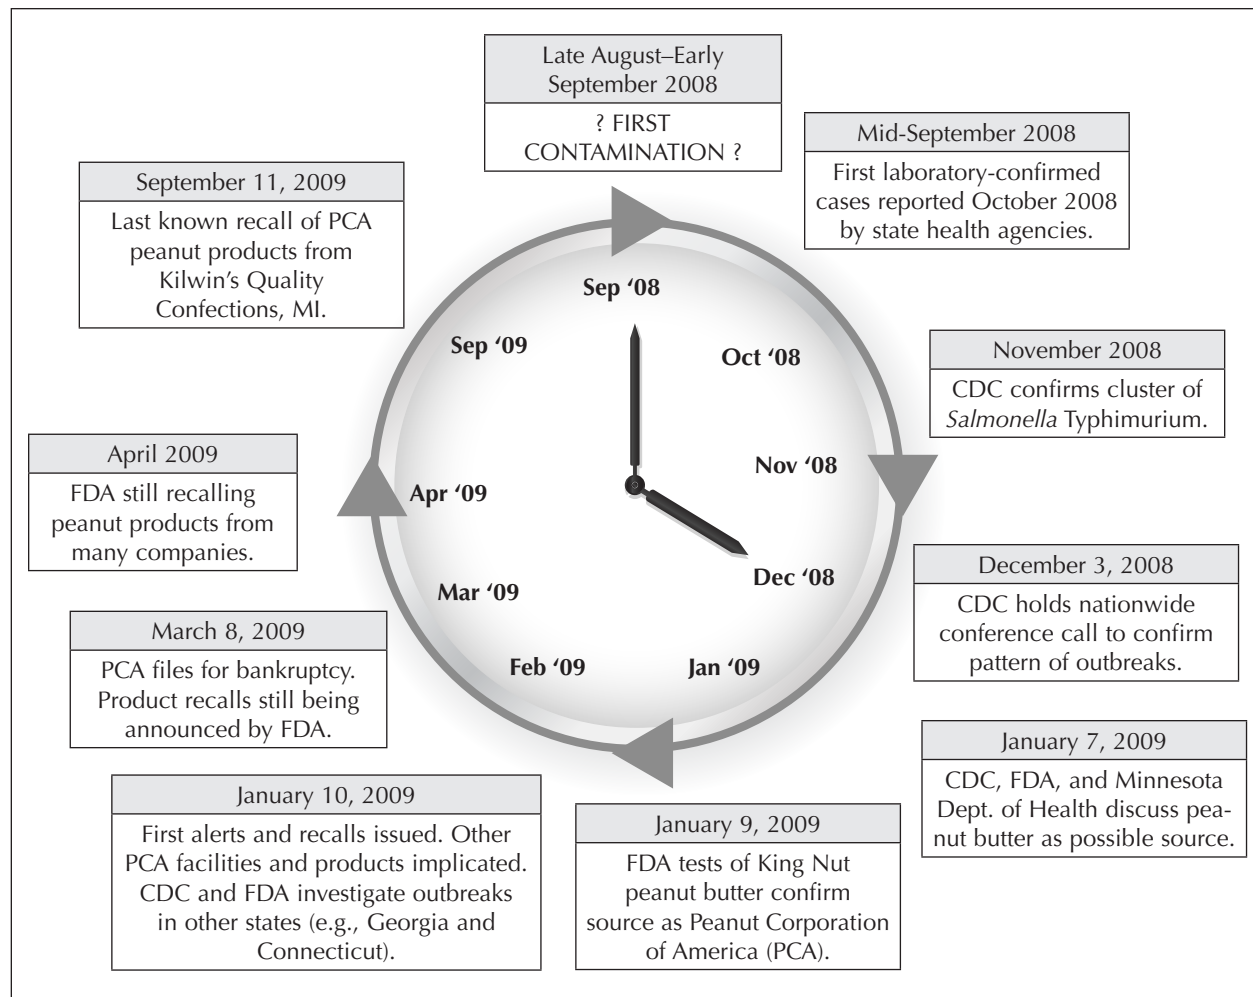 Late August–Early
September 2008
? FIRST
CONTAMINATION ?
Mid-September 2008
First laboratory-confirmed
cases reported October 2008
by state health agencies.
November 2008
CDC confirms cluster of
Salmonella Typhimurium.
December 3, 2008
CDC holds nationwide
conference call to confirm
pattern of outbreaks.
January 7, 2009
CDC, FDA, and Minnesota
Dept. of Health discuss pea-
nut butter as possible source.
January 9, 2009
FDA tests of King Nut
peanut butter confirm
source as Peanut Corporation
of America (PCA).
January 10, 2009
First alerts and recalls issued. Other
PCA facilities and products implicated.
CDC and FDA investigate outbreaks
in other states (e.g., Georgia and
Connecticut).
March 8, 2009
PCA files for bankruptcy.
Product recalls still being
announced by FDA.
April 2009
FDA still recalling
peanut products from
many companies.
September 11, 2009
Last known recall of PCA
peanut products from
Kilwin’s Quality
Confections, MI.
Sep ‘08
Oct ‘08
Nov ‘08
Dec ‘08
Jan ‘09
Feb ‘09
Mar ‘09
Apr ‘09
Sep ‘09